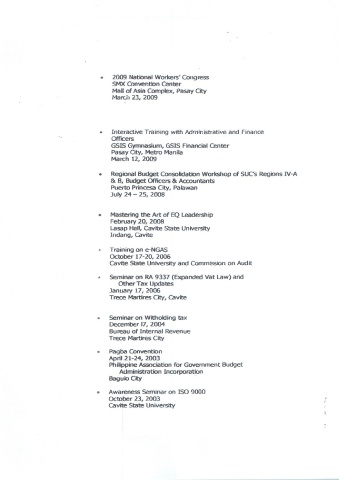 • 2009 National Workers' Congress
SMX Convention Center
Mall of Asia Complex, Pasay City
March 23, 2009
• Interactive Training with Administrative and Finance
Officers
GSIS Gymnasium, GSIS Financial Center
Pasay City, Metro Manila
March 12, 2009
• Regional Budget Consolidation Workshop of SUC's Regions IV-A
& B, Budget Officers & Accountants
Puerto Princesa City, Palawan
July 24 – 25, 2008
• Mastering the Art of EQ Leadership
February 20, 2008
Lasap Hall, Cavite State University
Indang, Cavite
• Training on e-NGAS
October 17-20, 2006
Cavite State University and Commission on Audit
• Seminar on RA 9337 (Expanded Vat Law) and
Other Tax Updates
January 17, 2006
Trece Martires City, Cavite
• Seminar on Witholding tax
December 17, 2004
Bureau of Internal Revenue
Trece Martires City
• Pagba Convention
April 21-24, 2003
Philippine Association for Government Budget
Administration Incorporation
Baguio City
• Awareness Seminar on ISO 9000
October 23, 2003
Cavite State University